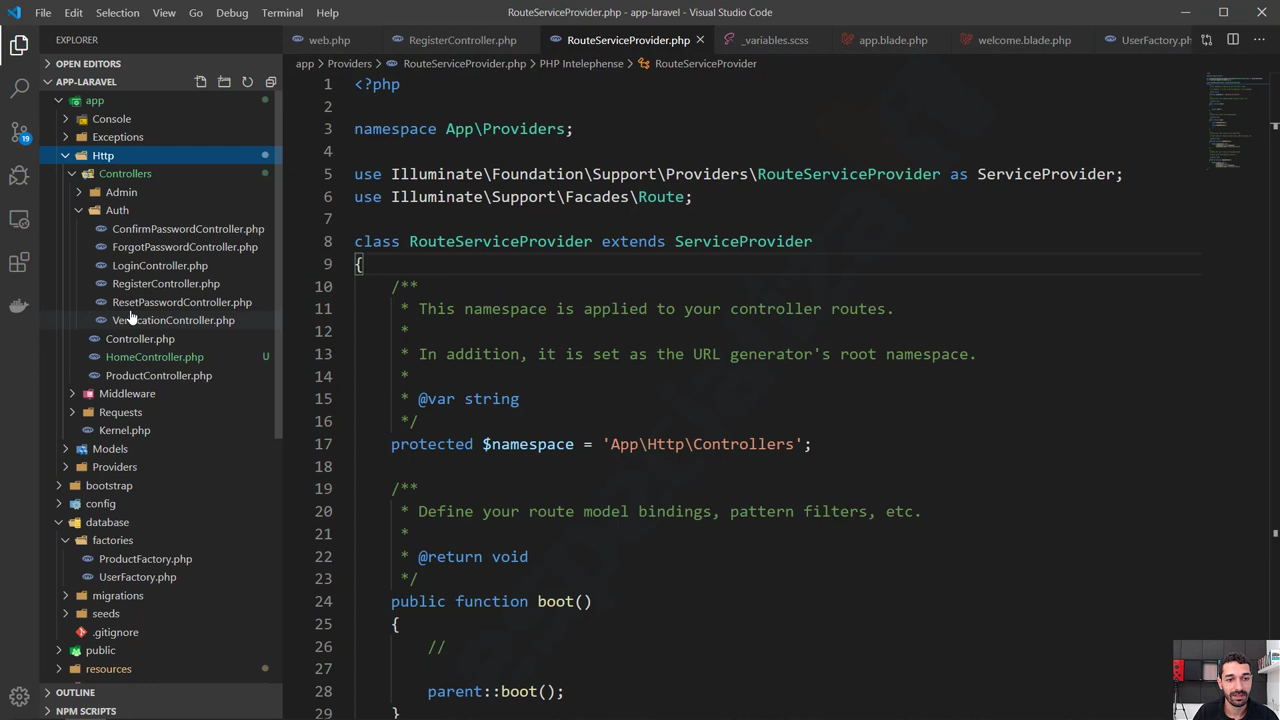 File Edit Selection View Go Debug Terminal Help
RouteServiceProvider.php - app-laravel - Visual Studio Code
EXPLORER
web.php
RegisterController.php
RouteServiceProvider.php
_variables.scss
app.blade.php
welcome.blade.php
UserFactory.php
app > Providers > RouteServiceProvider.php > PHP Intelephense > RouteServiceProvider
OPEN EDITORS
APP-LARAVEL
app
Console
Exceptions
Http
Controllers
Admin
Auth
ConfirmPasswordController.php
ForgotPasswordController.php
LoginController.php
RegisterController.php
ResetPasswordController.php
Controller.php
HomeController.php U
ProductController.php
Middleware
Requests
Kernel.php
Models
Providers
bootstrap
config
database
factories
ProductFactory.php
UserFactory.php
migrations
seeds
.gitignore
public
resources
OUTLINE
NPM SCRIPTS
19
1 <?php
2
3 namespace App\Providers;
4
5 use Illuminate\Foundation\Support\Providers\RouteServiceProvider as ServiceProvider;
6 use Illuminate\Support\Facades\Route;
7
8 class RouteServiceProvider extends ServiceProvider
9 {
10 /**
11 * This namespace is applied to your controller routes.
12 *
13 * In addition, it is set as the URL generator's root namespace.
14 *
15 * @var string
16 */
17 protected $namespace = 'App\Http\Controllers';
18
19 /**
20 * Define your route model bindings, pattern filters, etc.
21 *
22 * @return void
23 */
24 public function boot()
25 {
26 //
27
28 parent::boot();
29 }